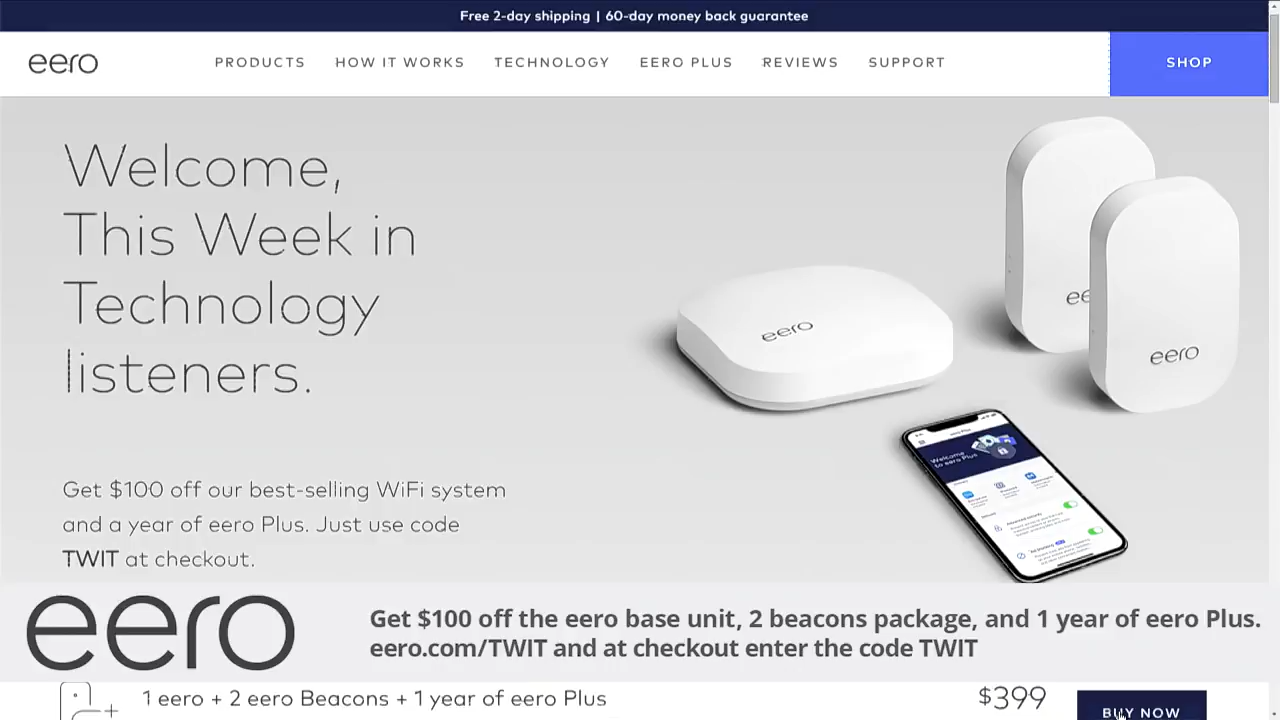 Free 2-day shipping | 60-day money back guarantee
eero
PRODUCTS HOW IT WORKS TECHNOLOGY EERO PLUS REVIEWS SUPPORT SHOP
Welcome,
This Week in
Technology
listeners.
eero
ee
eero
Welcome
to eero Plus
Get $100 off our best-selling WiFi system
and a year of eero Plus. Just use code
TWIT at checkout.
eero
Get $100 off the eero base unit, 2 beacons package, and 1 year of eero Plus.
eero.com/TWIT and at checkout enter the code TWIT
1 eero + 2 eero Beacons + 1 year of eero Plus
$399
BUY NOW